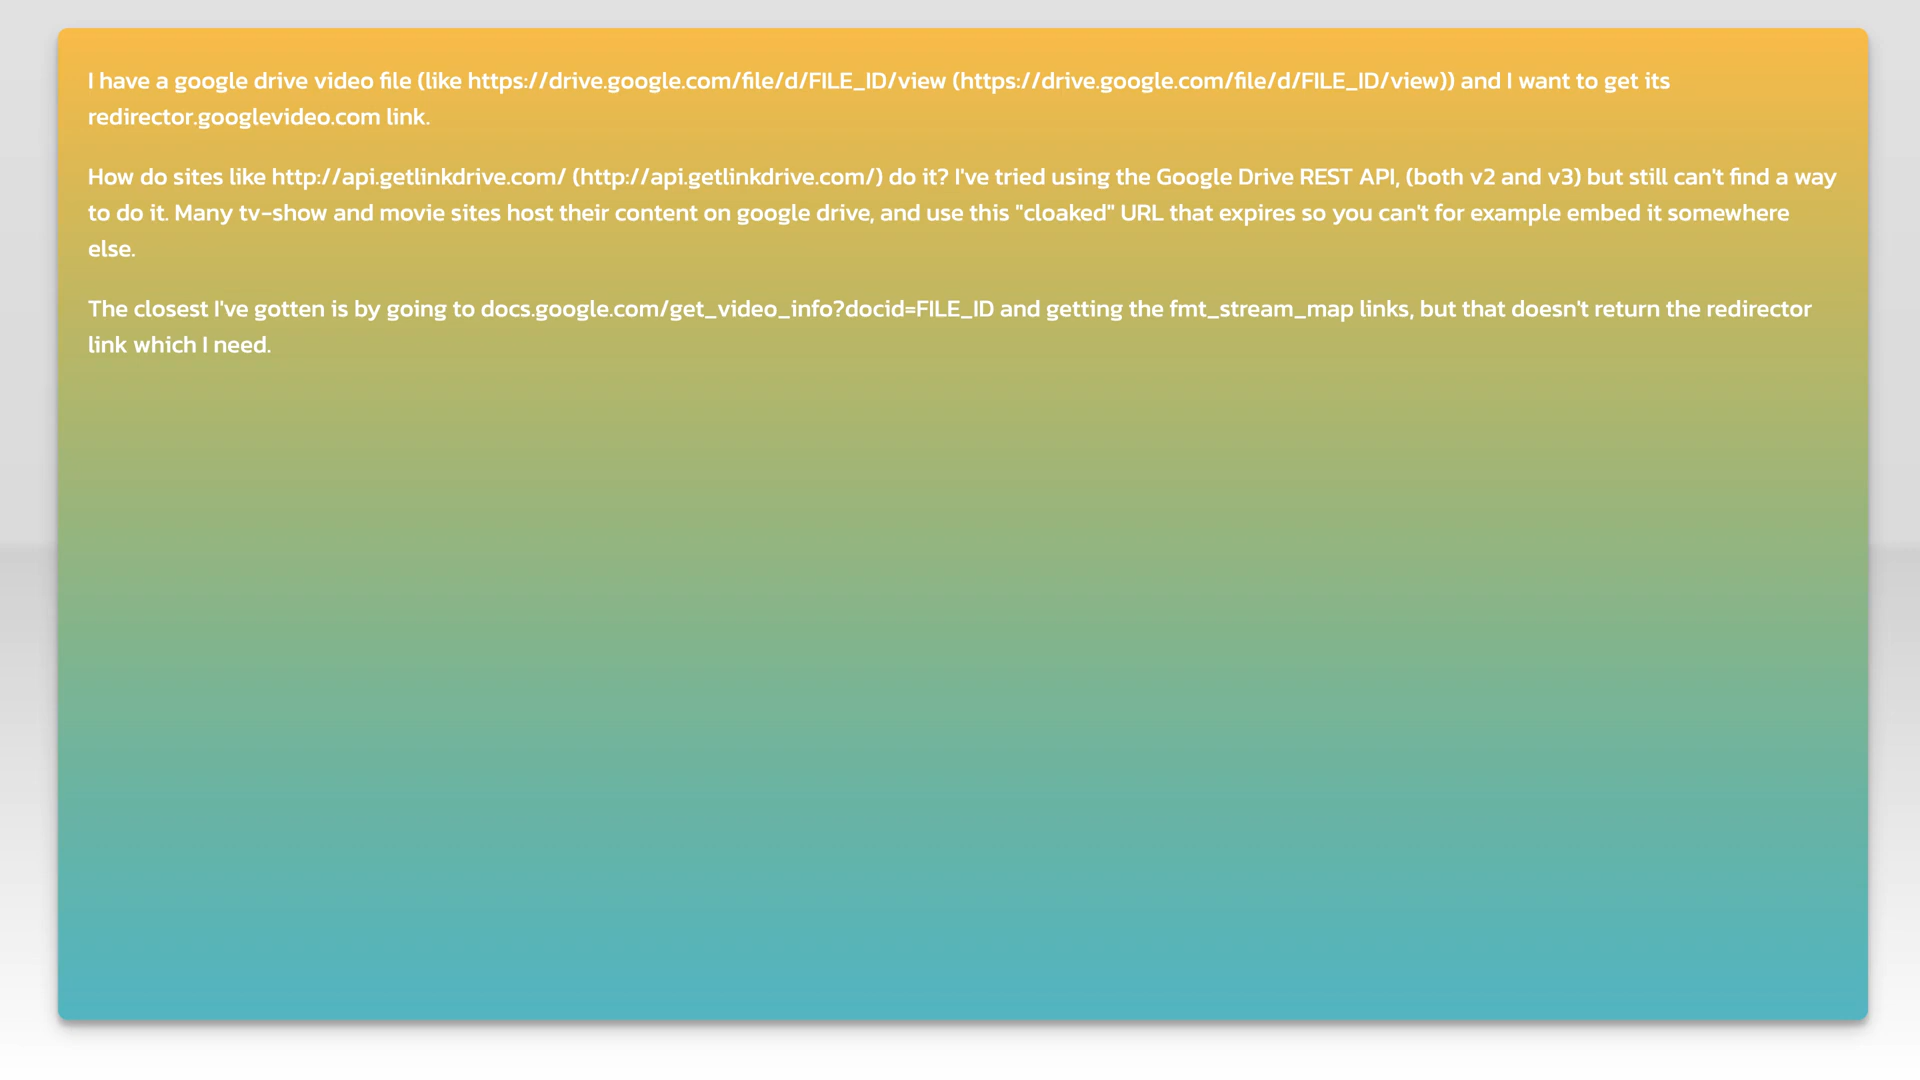 I have a google drive video file (like https://drive.google.com/file/d/FILE_ID/view (https://drive.google.com/file/d/FILE_ID/view)) and I want to get its
redirector.googlevideo.com link.
How do sites like http://api.getlinkdrive.com/ (http://api.getlinkdrive.com/) do it? I've tried using the Google Drive REST API, (both v2 and v3) but still can't find a way
to do it. Many tv-show and movie sites host their content on google drive, and use this "cloaked" URL that expires so you can't for example embed it somewhere
else.
The closest I've gotten is by going to docs.google.com/get_video_info?docid=FILE_ID and getting the fmt_stream_map links, but that doesn't return the redirector
link which I need.